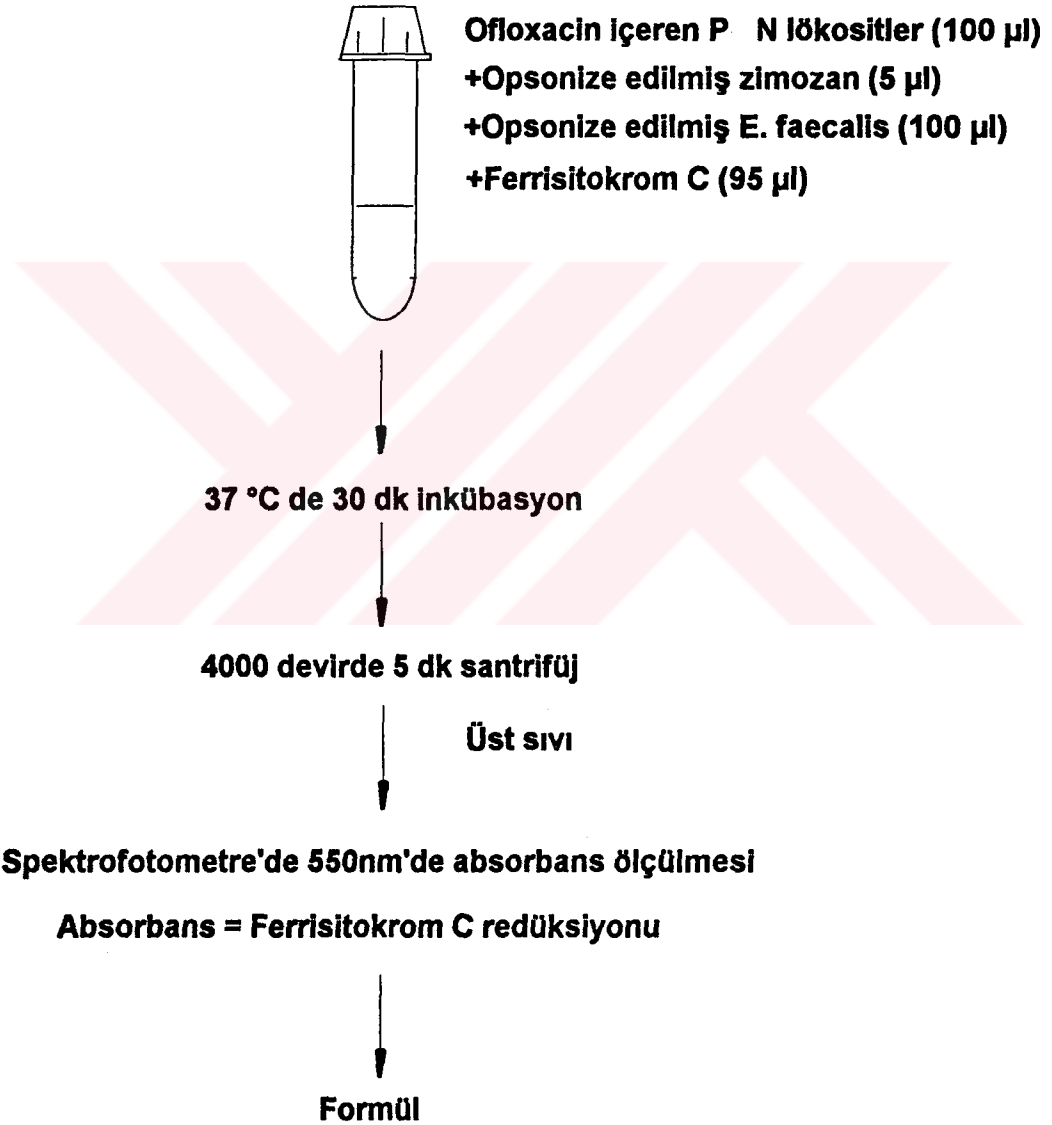 Ofloxacin içeren P N lökositler (100 µl)
+Opsonize edilmiş zimozan (5 µl)
+Opsonize edilmiş E. faecalis (100 µl)
+Ferrisitokrom C (95 µl)
37 °C de 30 dk inkübasyon
4000 devirde 5 dk santrifüj
Üst sıvı
Spektrofotometre'de 550nm'de absorbans ölçülmesi
Absorbans = Ferrisitokrom C redüksiyonu
Formül